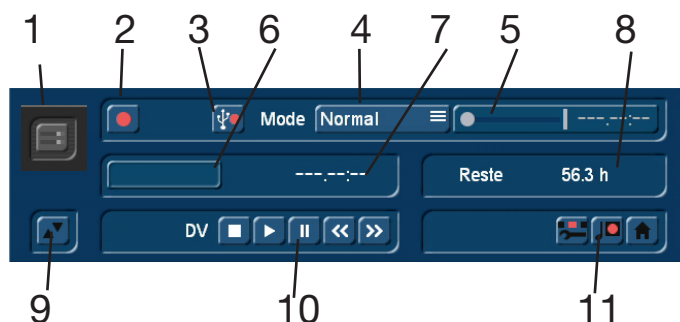 1 2 3 6 4 7 5 8
Mode Normal ---.--:--
---.--:-- Reste 56.3 h
DV
9 10 11